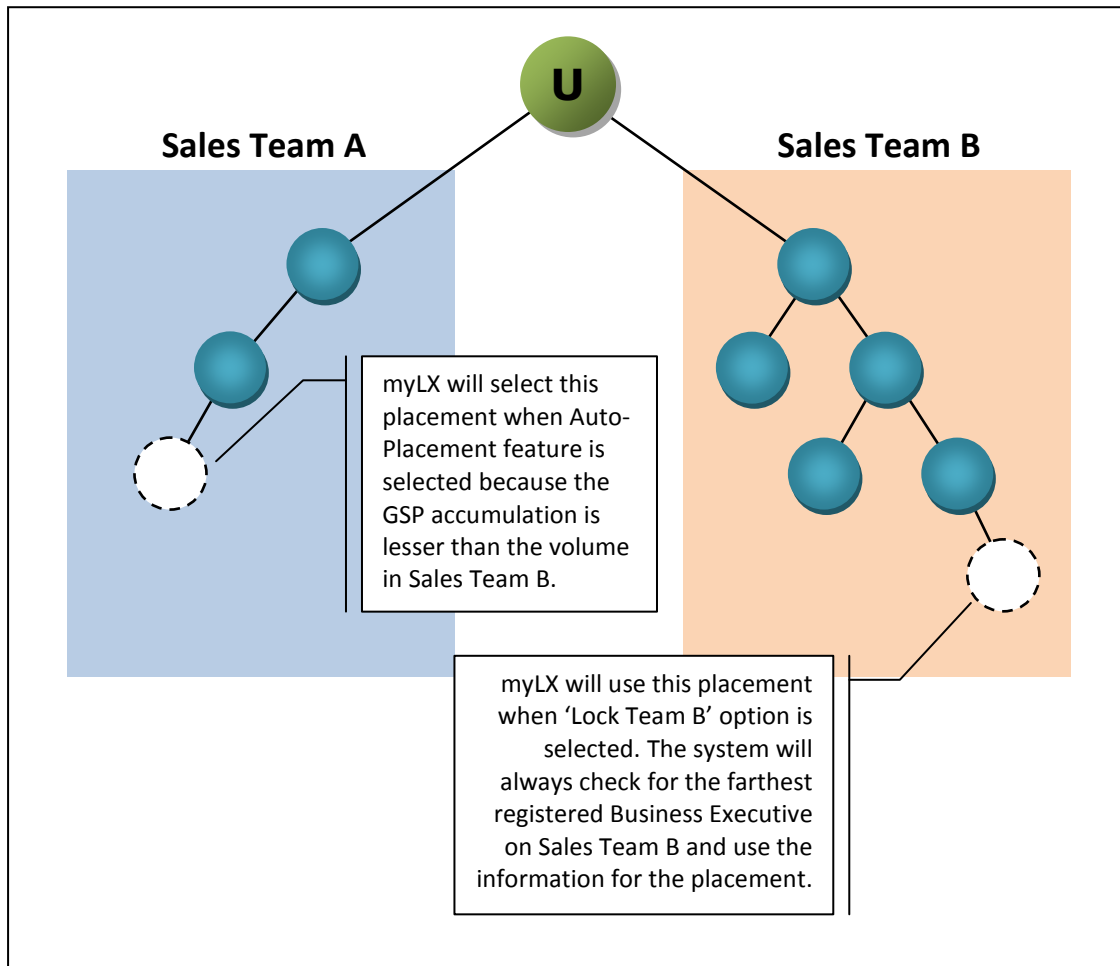 U
Sales Team A
Sales Team B
myLX will select this
placement when Auto-
Placement feature is
selected because the
GSP accumulation is
lesser than the volume
in Sales Team B.
myLX will use this placement
when ‘Lock Team B’ option is
selected. The system will
always check for the farthest
registered Business Executive
on Sales Team B and use the
information for the placement.